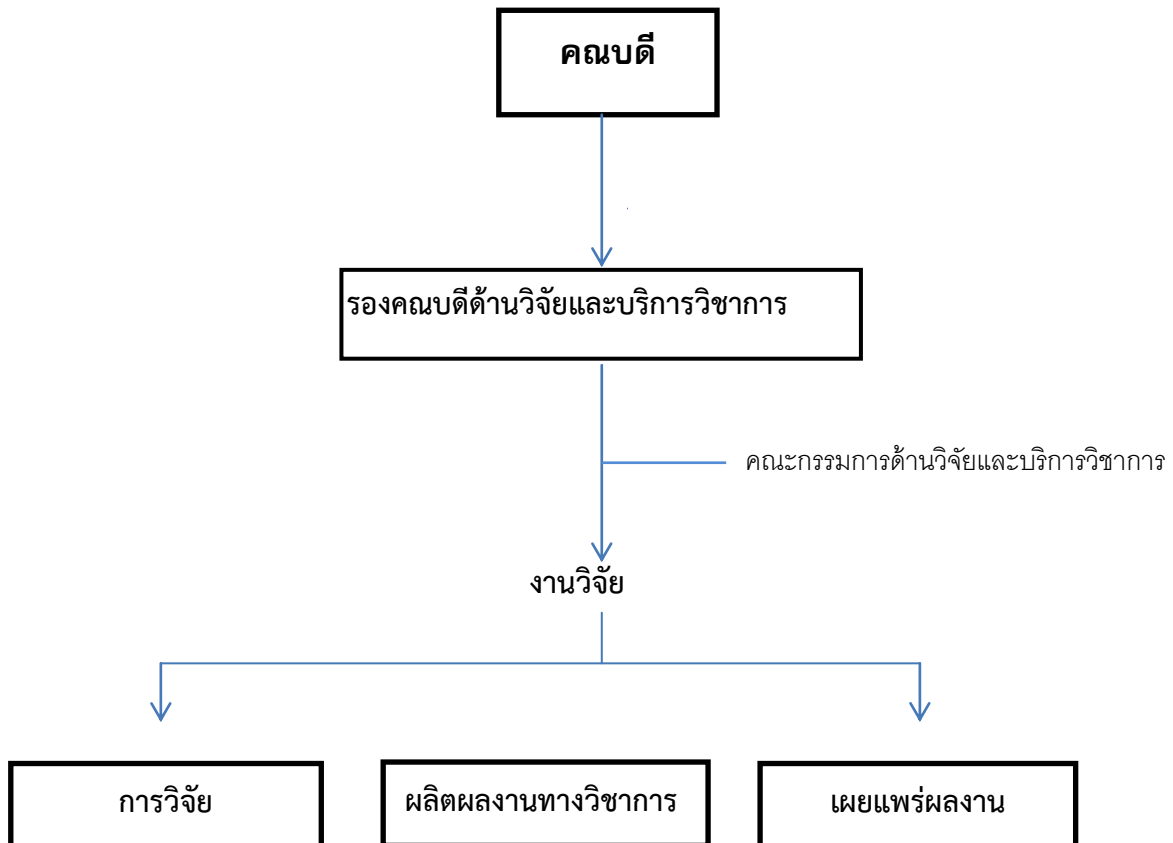 คณบดี
รองคณบดีด้านวิจัยและบริการวิชาการ
คณะกรรมการด้านวิจัยและบริการวิชาการ
งานวิจัย
การวิจัย
ผลิตผลงานทางวิชาการ
เผยแพร่ผลงาน